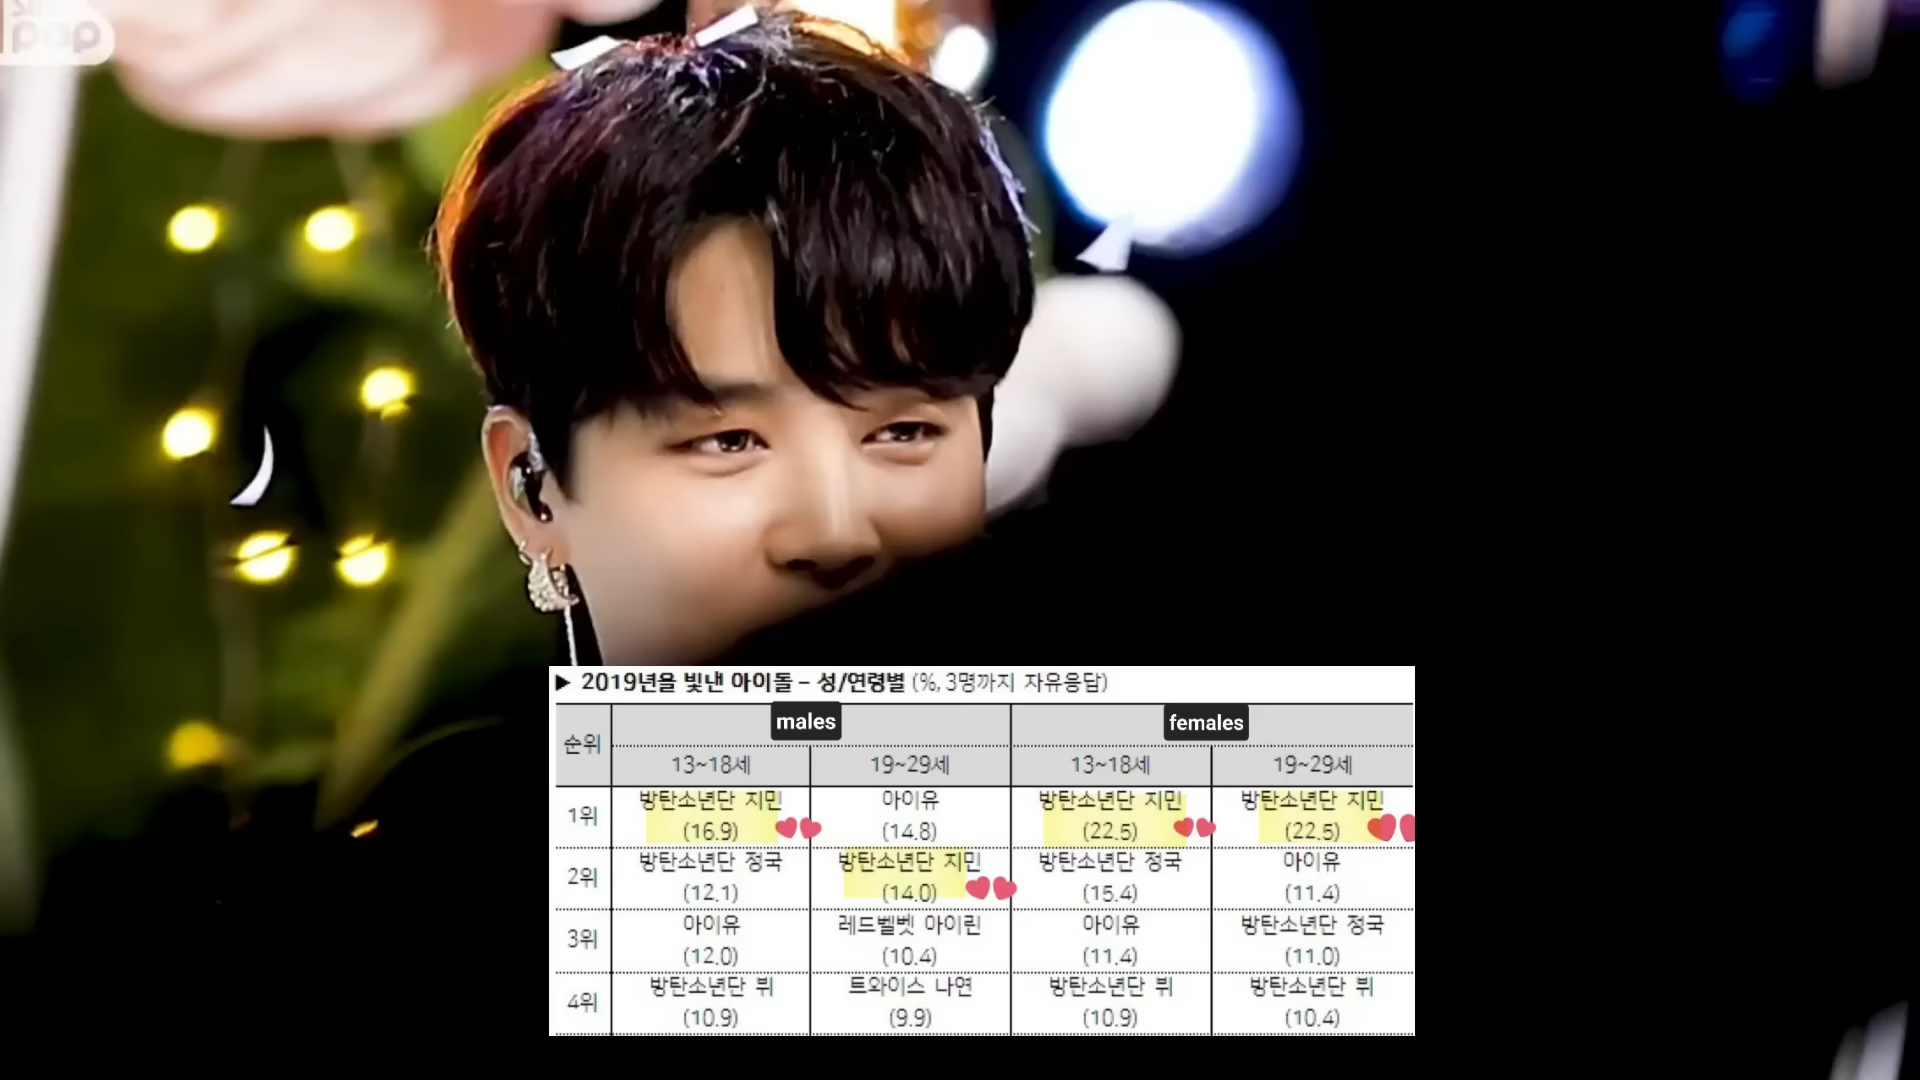 pop
▶ 2019년을 빛낸 아이돌 – 성/연령별 (%, 3명까지 자유응답)
순위 males females
13~18세 19~29세 13~18세 19~29세
1위 방탄소년단 지민 아이유 방탄소년단 지민 방탄소년단 지민
(16.9) (14.8) (22.5) (22.5)
2위 방탄소년단 정국 방탄소년단 지민 방탄소년단 정국 아이유
(12.1) (14.0) (15.4) (11.4)
3위 아이유 레드벨벳 아이린 아이유 방탄소년단 정국
(12.0) (10.4) (11.4) (11.0)
4위 방탄소년단 뷔 트와이스 나연 방탄소년단 뷔 방탄소년단 뷔
(10.9) (9.9) (10.9) (10.4)